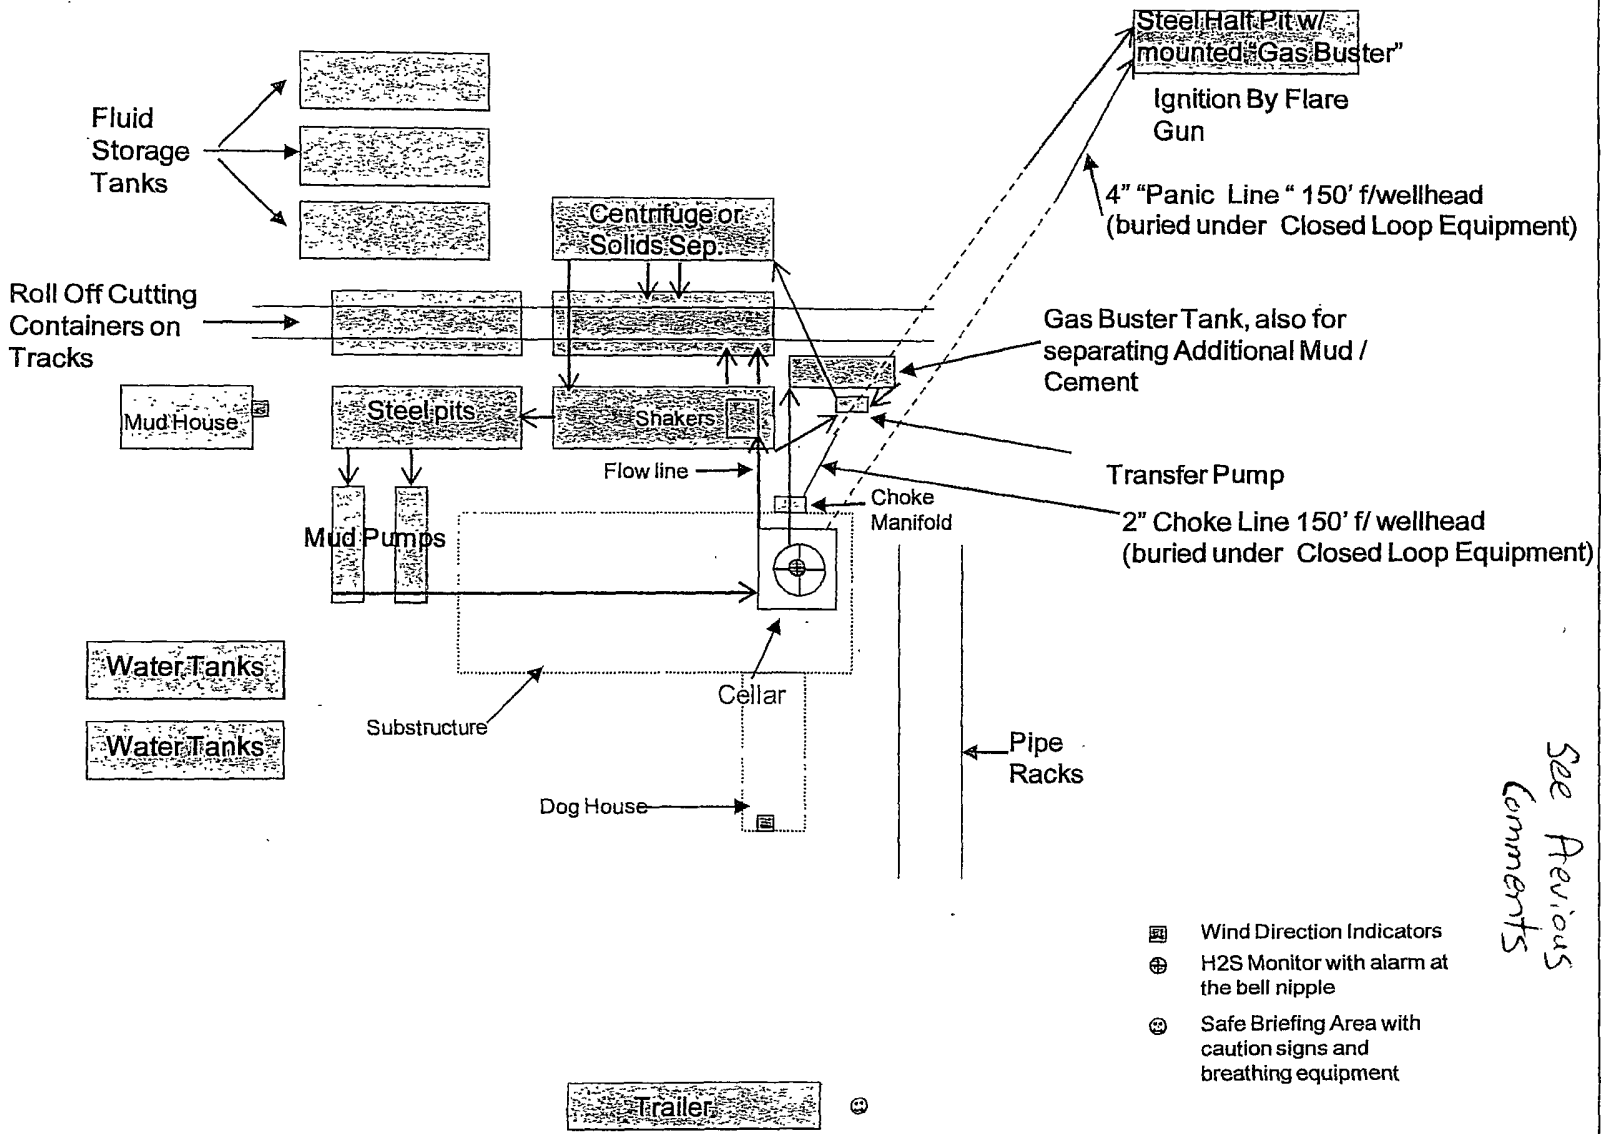 Steel Half Pit w/
mounted “Gas Buster”
Ignition By Flare
Gun
Fluid
Storage
Tanks
4” “Panic Line “ 150’ f/wellhead
(buried under Closed Loop Equipment)
Centrifuge or
Solids Sep.
Roll Off Cutting
Containers on
Tracks
Gas Buster Tank, also for
separating Additional Mud /
Cement
Mud House
Steel pits
Shakers
Flow line
Transfer Pump
Choke
Manifold
2” Choke Line 150’ f/ wellhead
(buried under Closed Loop Equipment)
Mud Pumps
Water Tanks
Cellar
Substructure
Water Tanks
Pipe
Racks
Dog House
See Previous
Comments
Wind Direction Indicators
H2S Monitor with alarm at
the bell nipple
Safe Briefing Area with
caution signs and
breathing equipment
Trailer